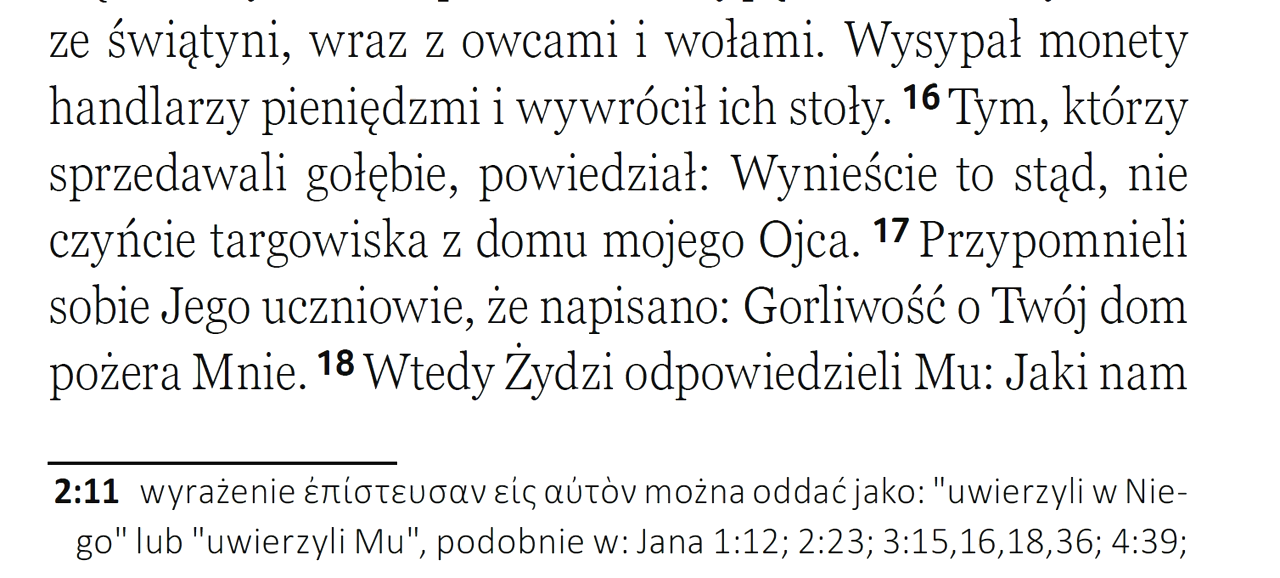 ze świątyni, wraz z owcami i wołami. Wysypał monety
handlarzy pieniędzmi i wywrócił ich stoły. 16 Tym, którzy
sprzedawali gołębie, powiedział: Wynieście to stąd, nie
czyńcie targowiska z domu mojego Ojca. 17 Przypomnieli
sobie Jego uczniowie, że napisano: Gorliwość o Twój dom
pożera Mnie. 18 Wtedy Żydzi odpowiedzieli Mu: Jaki nam
2:11 wyrażenie ἐπίστευσαν εἰς αὐτὸν można oddać jako: "uwierzyli w Nie-
go" lub "uwierzyli Mu", podobnie w: Jana 1:12; 2:23; 3:15,16,18,36; 4:39;